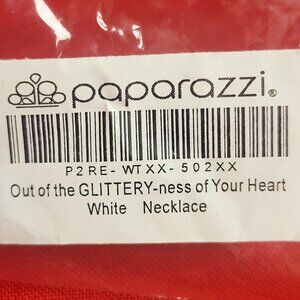 paparazzi®
P2RE-WTXX-502XX
Out of the GLITTERY-ness of Your Heart
White Necklace